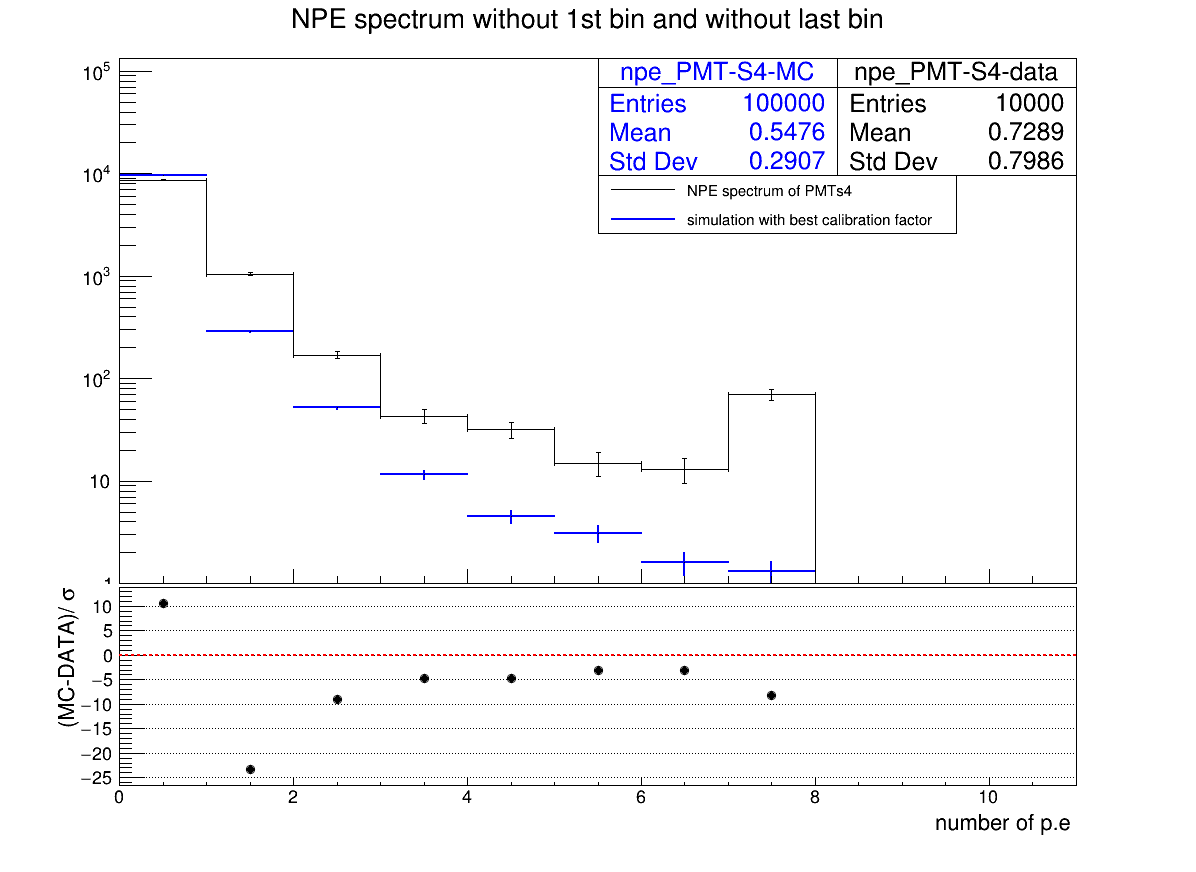 NPE spectrum without 1st bin and without last bin
npe_PMT-S4-MC
Entries 100000
Mean 0.5476
Std Dev 0.2907
npe_PMT-S4-data
Entries 10000
Mean 0.7289
Std Dev 0.7986
NPE spectrum of PMTs4
simulation with best calibration factor
10^5
10^4
10^3
10^2
10
1
(MC-DATA)/ σ
10
5
0
−5
−10
−15
−20
−25
0 2 4 6 8 10
number of p.e